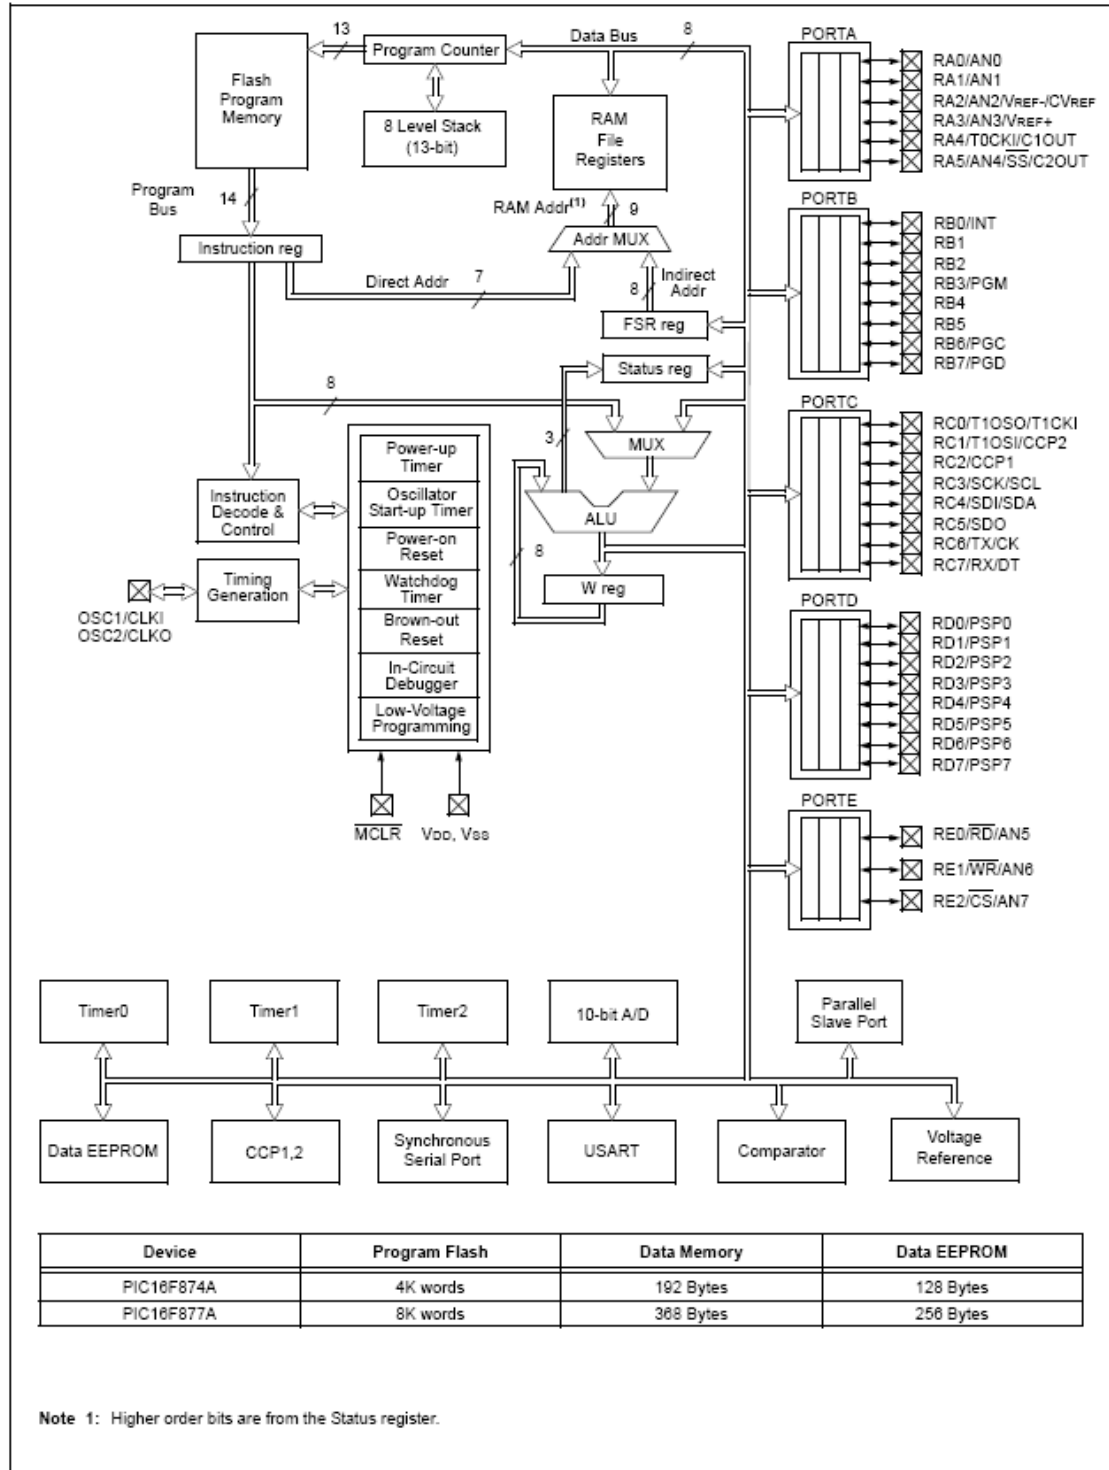 13
Program Counter
Data Bus
8
Flash
Program
Memory
8 Level Stack
(13-bit)
RAM
File
Registers
Program
Bus
14
RAM Addr(1)
9
Instruction reg
Addr MUX
Direct Addr
7
8
Indirect
Addr
FSR reg
Status reg
8
3
MUX
ALU
8
W reg
Instruction
Decode &
Control
Timing
Generation
OSC1/CLKI
OSC2/CLKO
Power-up
Timer
Oscillator
Start-up Timer
Power-on
Reset
Watchdog
Timer
Brown-out
Reset
In-Circuit
Debugger
Low-Voltage
Programming
MCLR
VDD, VSS
PORTA
RA0/AN0
RA1/AN1
RA2/AN2/VREF-/CVREF
RA3/AN3/VREF+
RA4/T0CKI/C1OUT
RA5/AN4/SS/C2OUT
PORTB
RB0/INT
RB1
RB2
RB3/PGM
RB4
RB5
RB6/PGC
RB7/PGD
PORTC
RC0/T1OSO/T1CKI
RC1/T1OSI/CCP2
RC2/CCP1
RC3/SCK/SCL
RC4/SDI/SDA
RC5/SDO
RC6/TX/CK
RC7/RX/DT
PORTD
RD0/PSP0
RD1/PSP1
RD2/PSP2
RD3/PSP3
RD4/PSP4
RD5/PSP5
RD6/PSP6
RD7/PSP7
PORTE
RE0/RD/AN5
RE1/WR/AN6
RE2/CS/AN7
Timer0
Timer1
Timer2
10-bit A/D
Parallel
Slave Port
Data EEPROM
CCP1,2
Synchronous
Serial Port
USART
Comparator
Voltage
Reference
Device Program Flash Data Memory Data EEPROM
PIC16F874A 4K words 192 Bytes 128 Bytes
PIC16F877A 8K words 368 Bytes 256 Bytes
Note 1: Higher order bits are from the Status register.